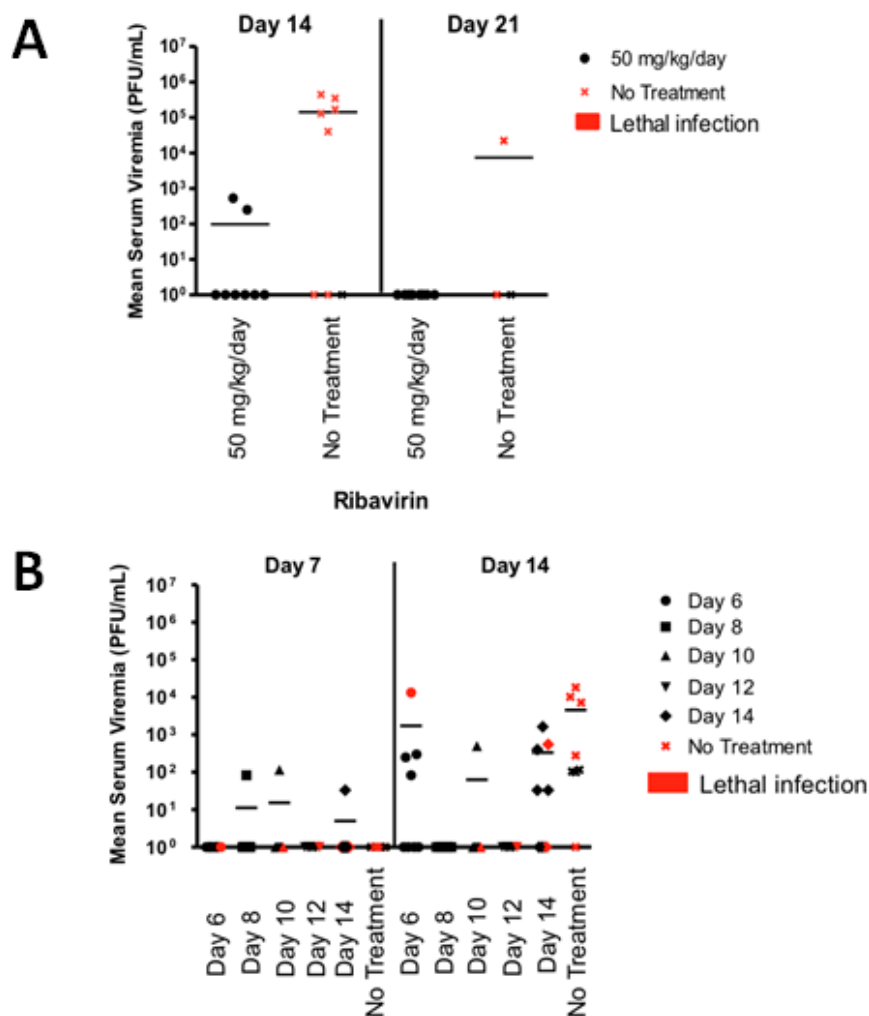 A
Day 14
Day 21
Mean Serum Viremia (PFU/mL)
10⁷
10⁶
10⁵
10⁴
10³
10²
10¹
10⁰
50 mg/kg/day
No Treatment
50 mg/kg/day
No Treatment
Ribavirin
50 mg/kg/day
No Treatment
Lethal infection
B
Day 7
Day 14
Mean Serum Viremia (PFU/mL)
10⁷
10⁶
10⁵
10⁴
10³
10²
10¹
10⁰
Day 6
Day 8
Day 10
Day 12
Day 14
No Treatment
Day 6
Day 8
Day 10
Day 12
Day 14
No Treatment
Day 6
Day 8
Day 10
Day 12
Day 14
No Treatment
Lethal infection